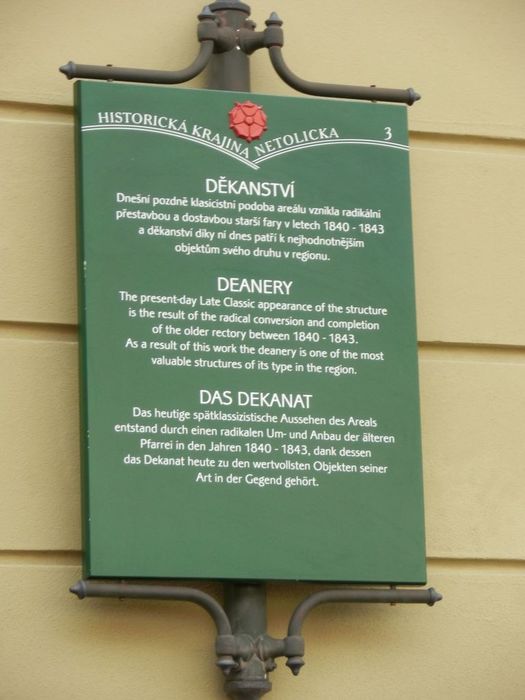 HISTORICKÁ KRAJINA NETOLICKA 3
DĚKANSTVÍ
Dnešní pozdně klasicistní podoba areálu vznikla radikální
přestavbou a dostavbou starší fary v letech 1840 - 1843
a děkanství díky ní dnes patří k nejhodnotnějším
objektům svého druhu v regionu.
DEANERY
The present-day Late Classic appearance of the structure
is the result of the radical conversion and completion
of the older rectory between 1840 - 1843.
As a result of this work the deanery is one of the most
valuable structures of its type in the region.
DAS DEKANAT
Das heutige spätklassizistische Aussehen des Areals
entstand durch einen radikalen Um- und Anbau der älteren
Pfarrei in den Jahren 1840 - 1843, dank dessen
das Dekanat heute zu den wertvollsten Objekten seiner
Art in der Gegend gehört.